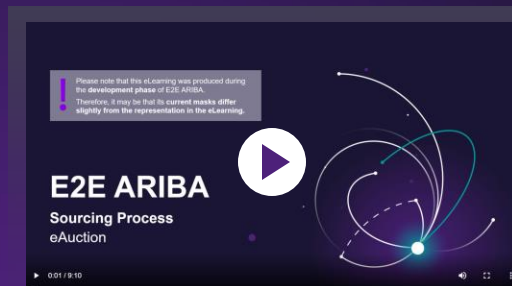 ! Please note that this eLearning was produced during
the development phase of E2E ARIBA.
Therefore, it may be that its current masks differ
slightly from the representation in the eLearning.
E2E ARIBA
Sourcing Process
eAuction
0:01 / 9:10